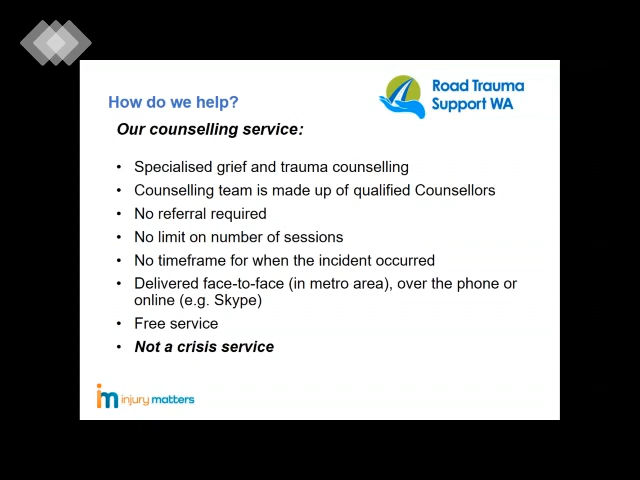 Road Trauma
Support WA
How do we help?
Our counselling service:
• Specialised grief and trauma counselling
• Counselling team is made up of qualified Counsellors
• No referral required
• No limit on number of sessions
• No timeframe for when the incident occurred
• Delivered face-to-face (in metro area), over the phone or
online (e.g. Skype)
• Free service
• Not a crisis service
im injury matters